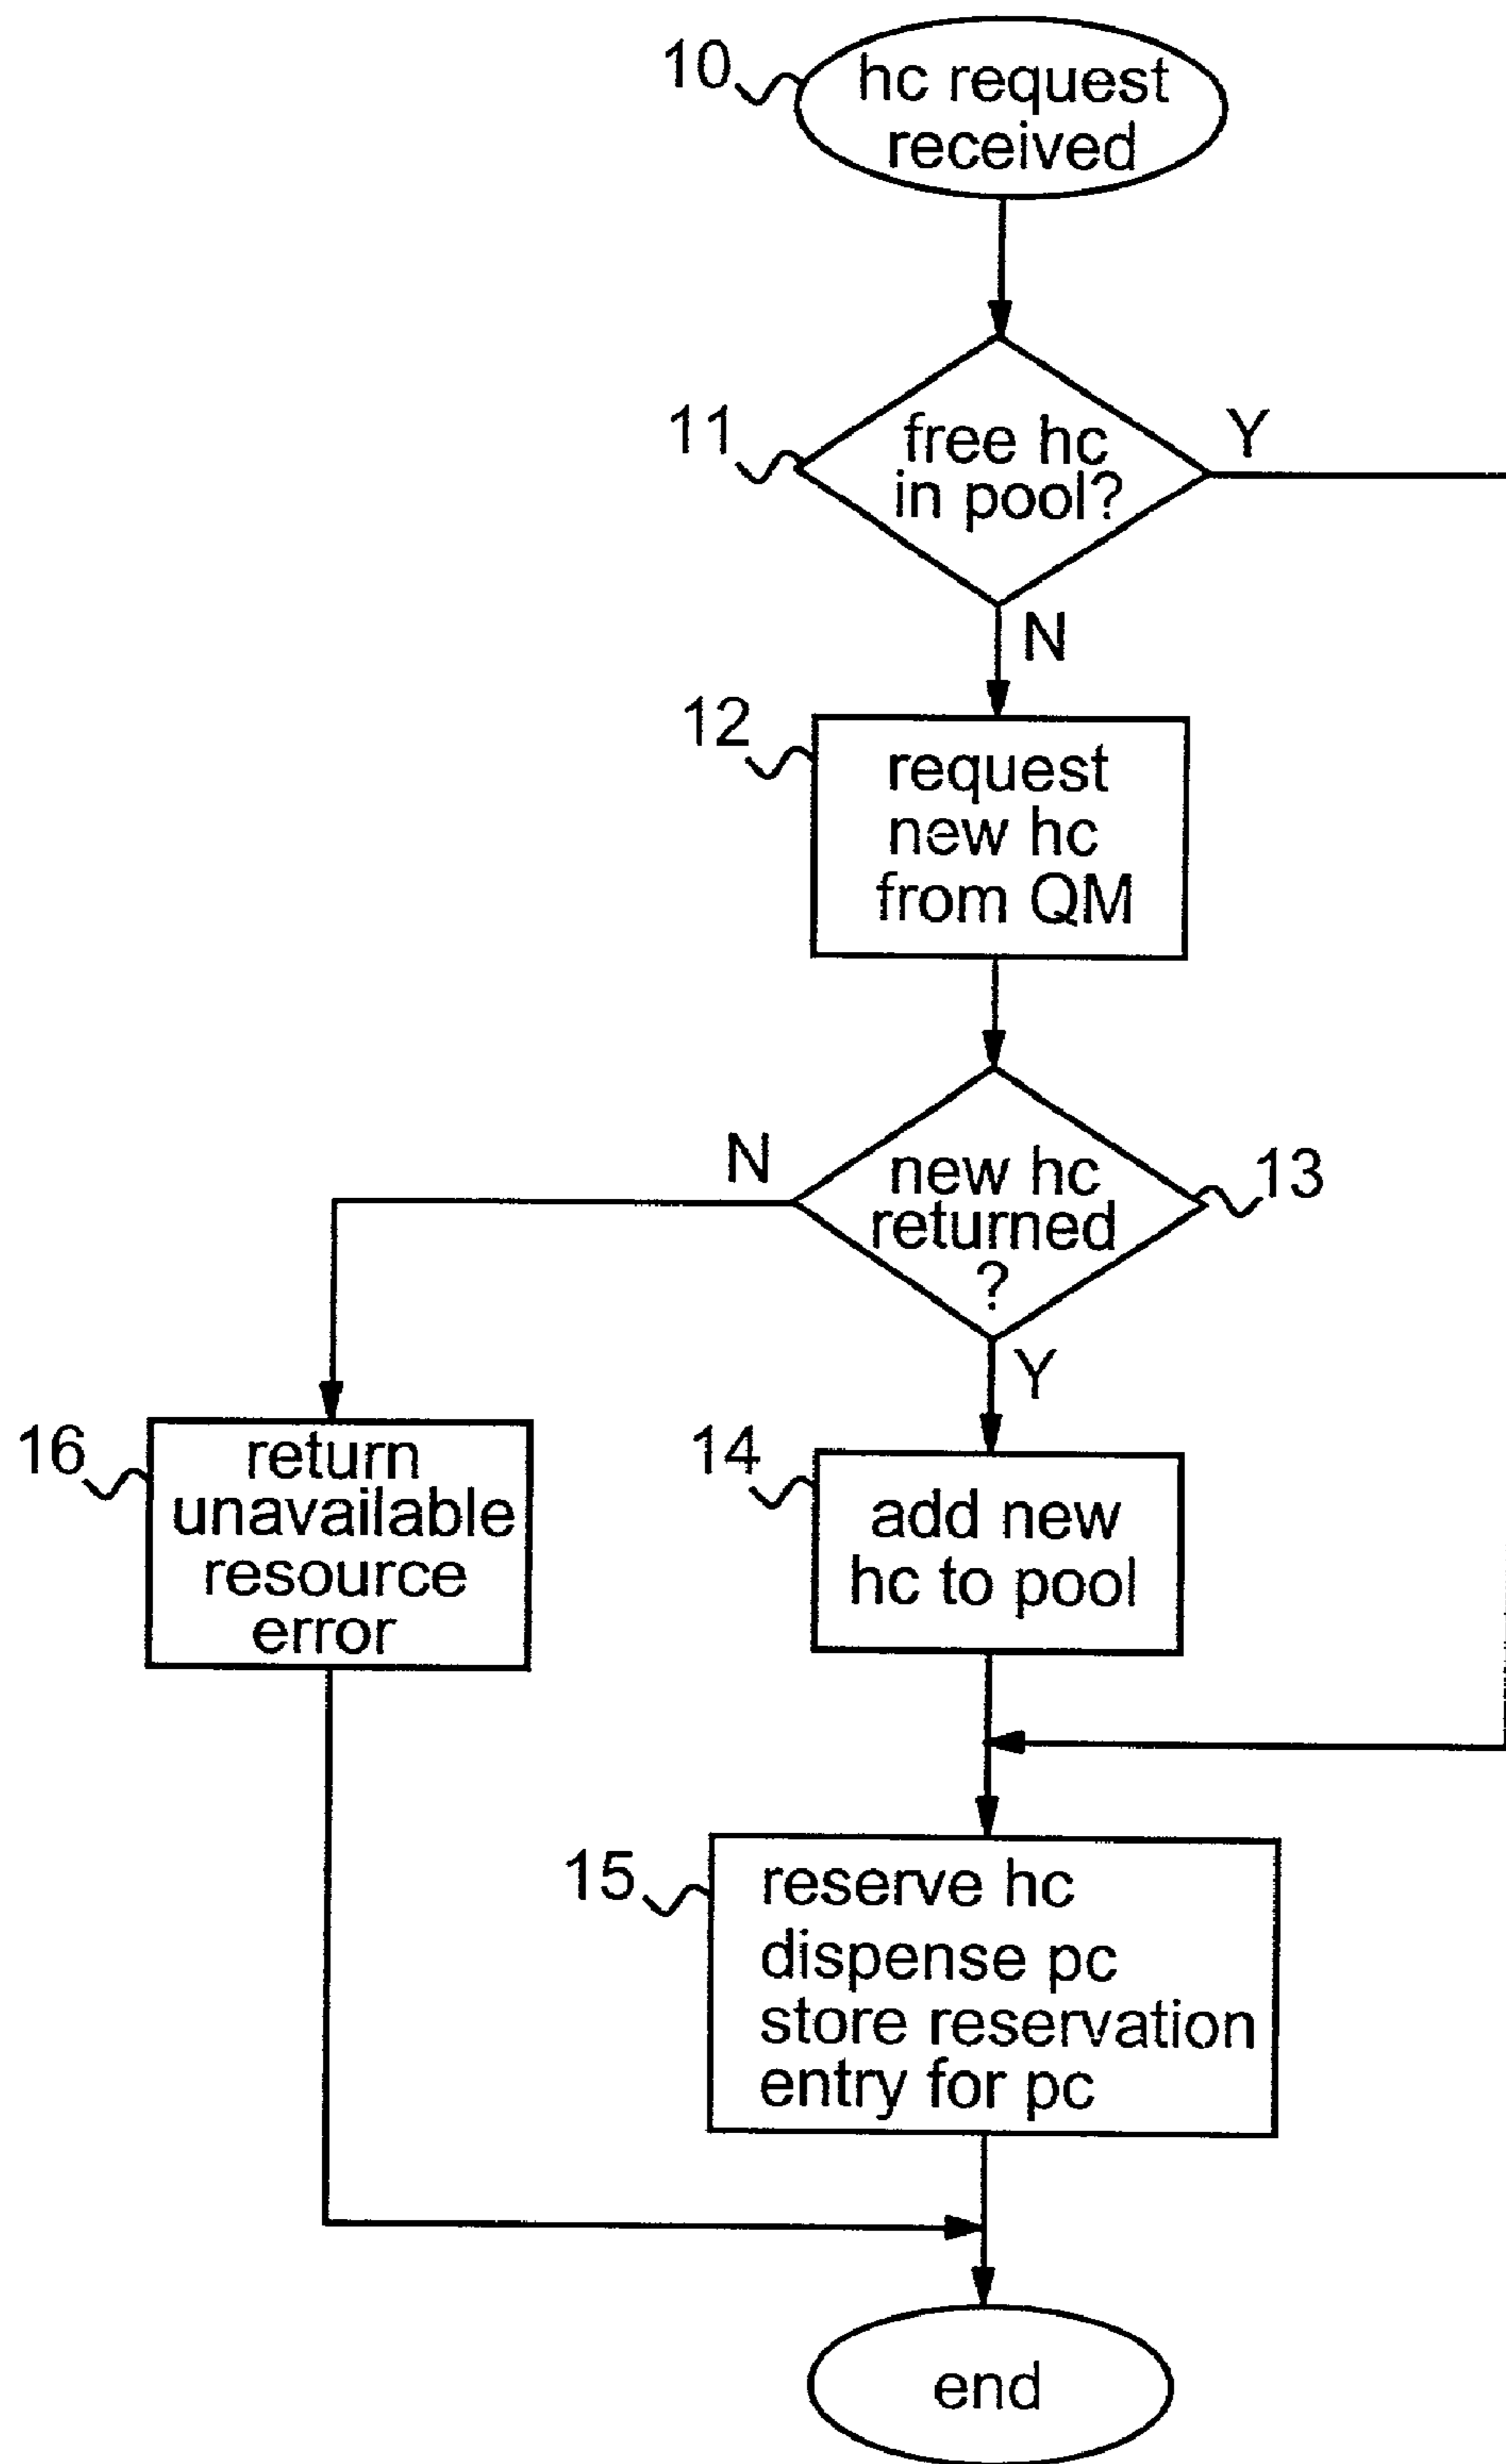 10
hc request
received
11
free hc
in pool?
Y
N
12
request
new hc
from QM
N
new hc
returned
?
13
Y
16
return
unavailable
resource
error
14
add new
hc to pool
15
reserve hc
dispense pc
store reservation
entry for pc
end